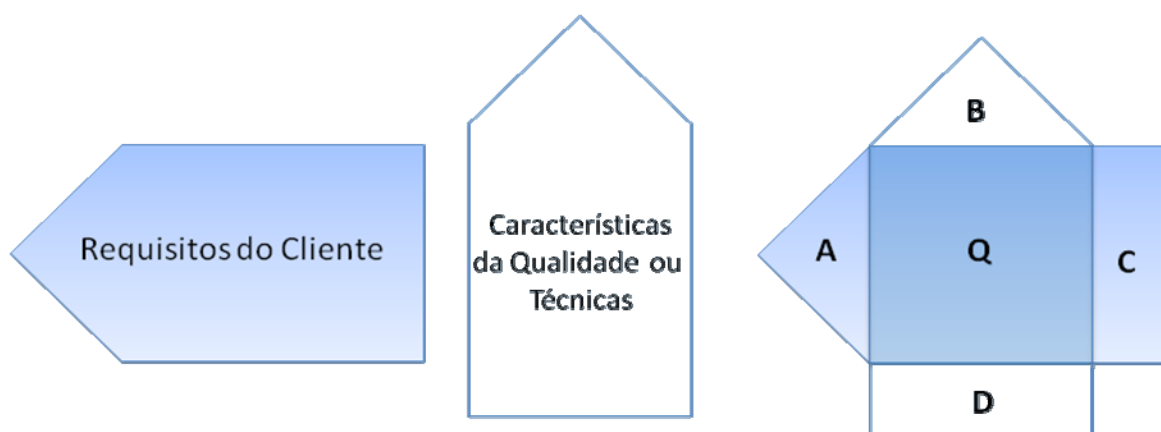 Requisitos do Cliente
Características
da Qualidade ou
Técnicas
B
A
Q
C
D